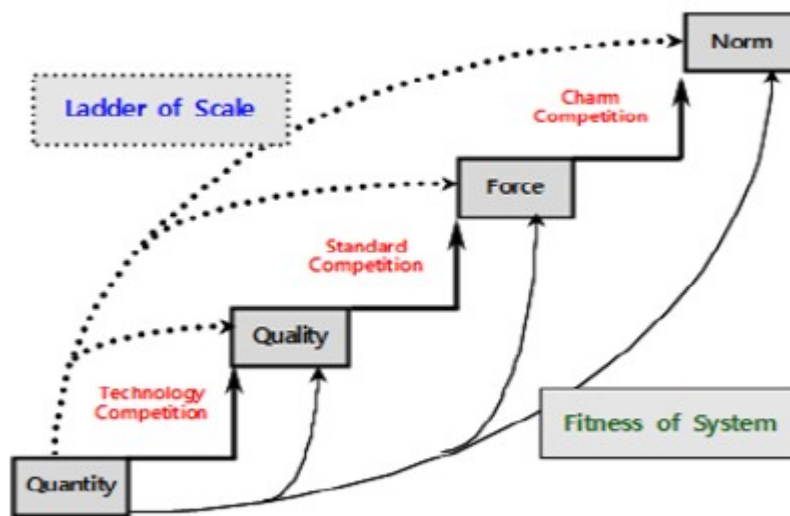 Norm
Ladder of Scale
Charm
Competition
Force
Standard
Competition
Quality
Technology
Competition
Fitness of System
Quantity